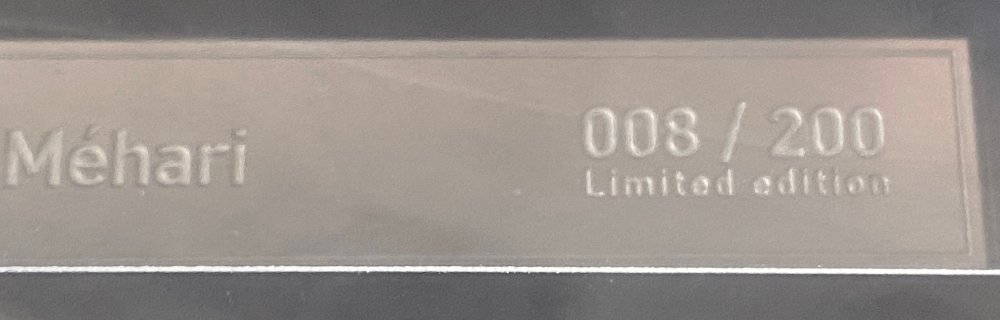 Méhari
008 / 200
Limited edition